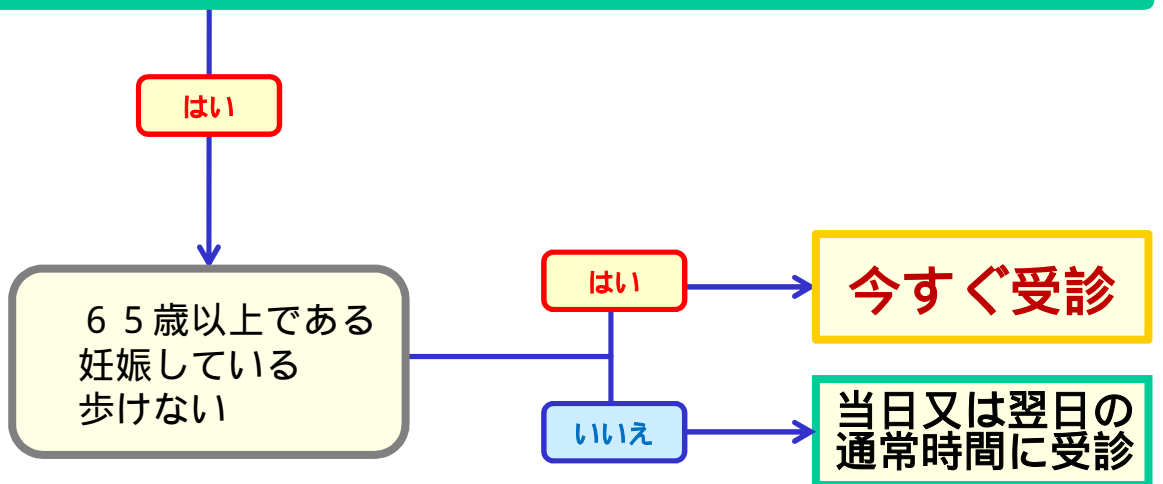 はい
６５歳以上である
妊娠している
歩けない
はい
今すぐ受診
いいえ
当日又は翌日の
通常時間に受診